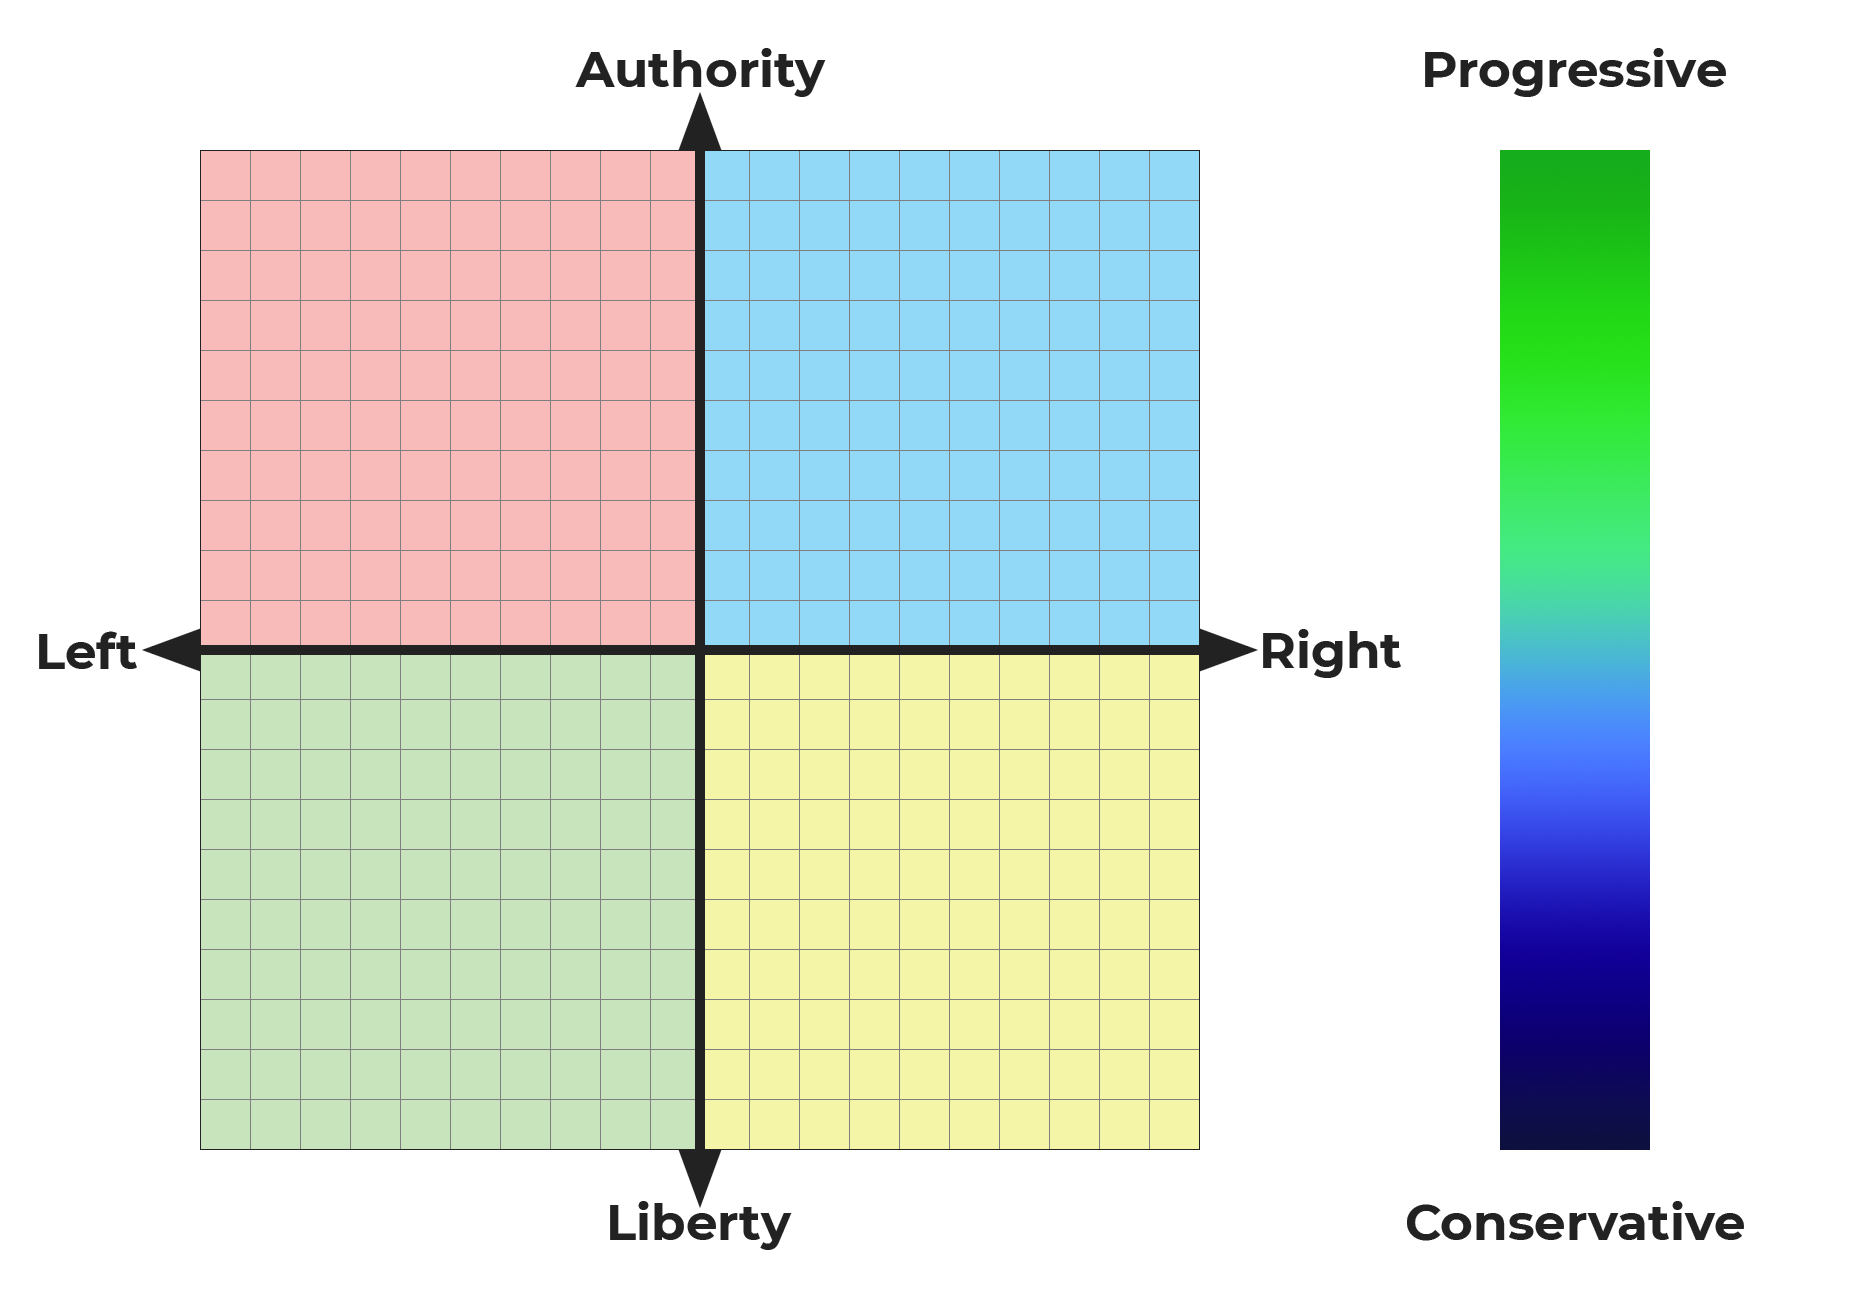 Authority
Progressive
Left
Right
Liberty
Conservative